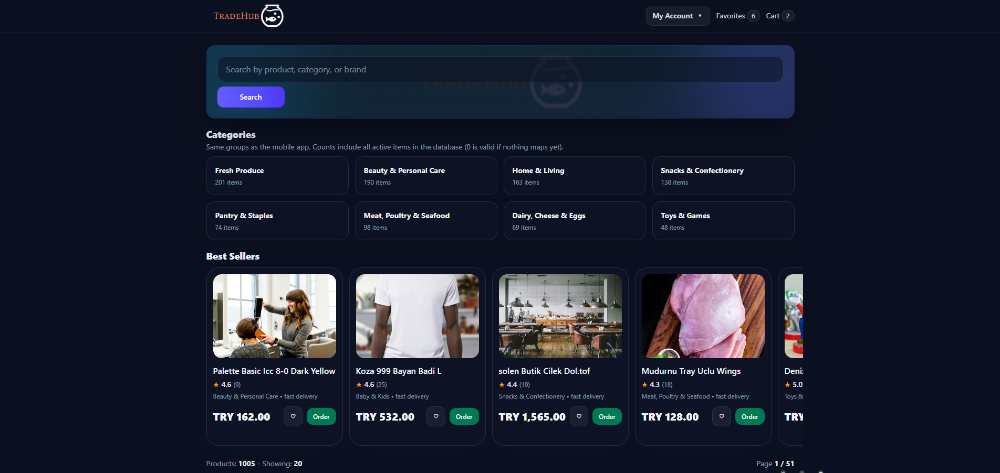 TradeHub
My Account ▼ Favorites 6 Cart 2
Search by product, category, or brand
TradeHub
Search
Categories
Same groups as the mobile app. Counts include all active items in the database (0 is valid if nothing maps yet).
Fresh Produce
201 items
Beauty & Personal Care
190 items
Home & Living
163 items
Snacks & Confectionery
138 items
Pantry & Staples
74 items
Meat, Poultry & Seafood
98 items
Dairy, Cheese & Eggs
69 items
Toys & Games
48 items
Best Sellers
Palette Basic Icc 8-0 Dark Yellow
★ 4.6 (9)
Beauty & Personal Care • fast delivery
TRY 162.00 ♡ Order
Koza 999 Bayan Badi L
★ 4.6 (25)
Baby & Kids • fast delivery
TRY 532.00 ♡ Order
solen Butik Cilek Dol.tof
★ 4.4 (19)
Snacks & Confectionery • fast delivery
TRY 1,565.00 ♡ Order
Mudurnu Tray Uclu Wings
★ 4.3 (18)
Meat, Poultry & Seafood • fast delivery
TRY 128.00 ♡ Order
Deniz
★ 5.0
Toys &
TRY
Products: 1005 · Showing: 20
Page 1 / 51